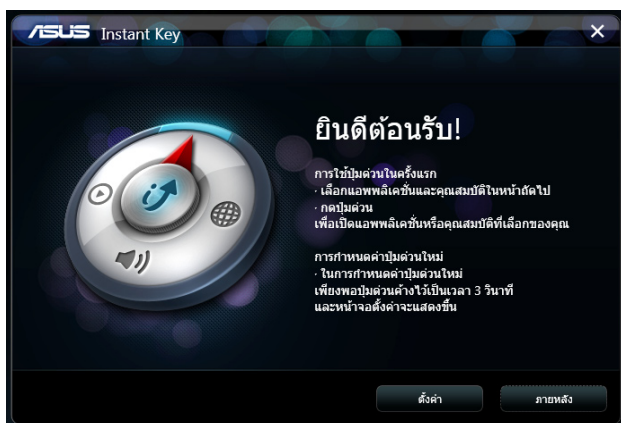 ASUS Instant Key
ยินดีต้อนรับ!
การใช้ปุ่มด่วนในครั้งแรก
· เลือกแอพพลิเคชั่นและคุณสมบัติในหน้าถัดไป
· กดปุ่มด่วน
เพื่อเปิดแอพพลิเคชั่นหรือคุณสมบัติที่เลือกของคุณ
การกำหนดค่าปุ่มด่วนใหม่
· ในการกำหนดค่าปุ่มด่วนใหม่
เพียงพอปุ่มด่วนค้างไว้เป็นเวลา 3 วินาที
และหน้าจอตั้งค่าจะแสดงขึ้น
ตั้งค่า
ภายหลัง